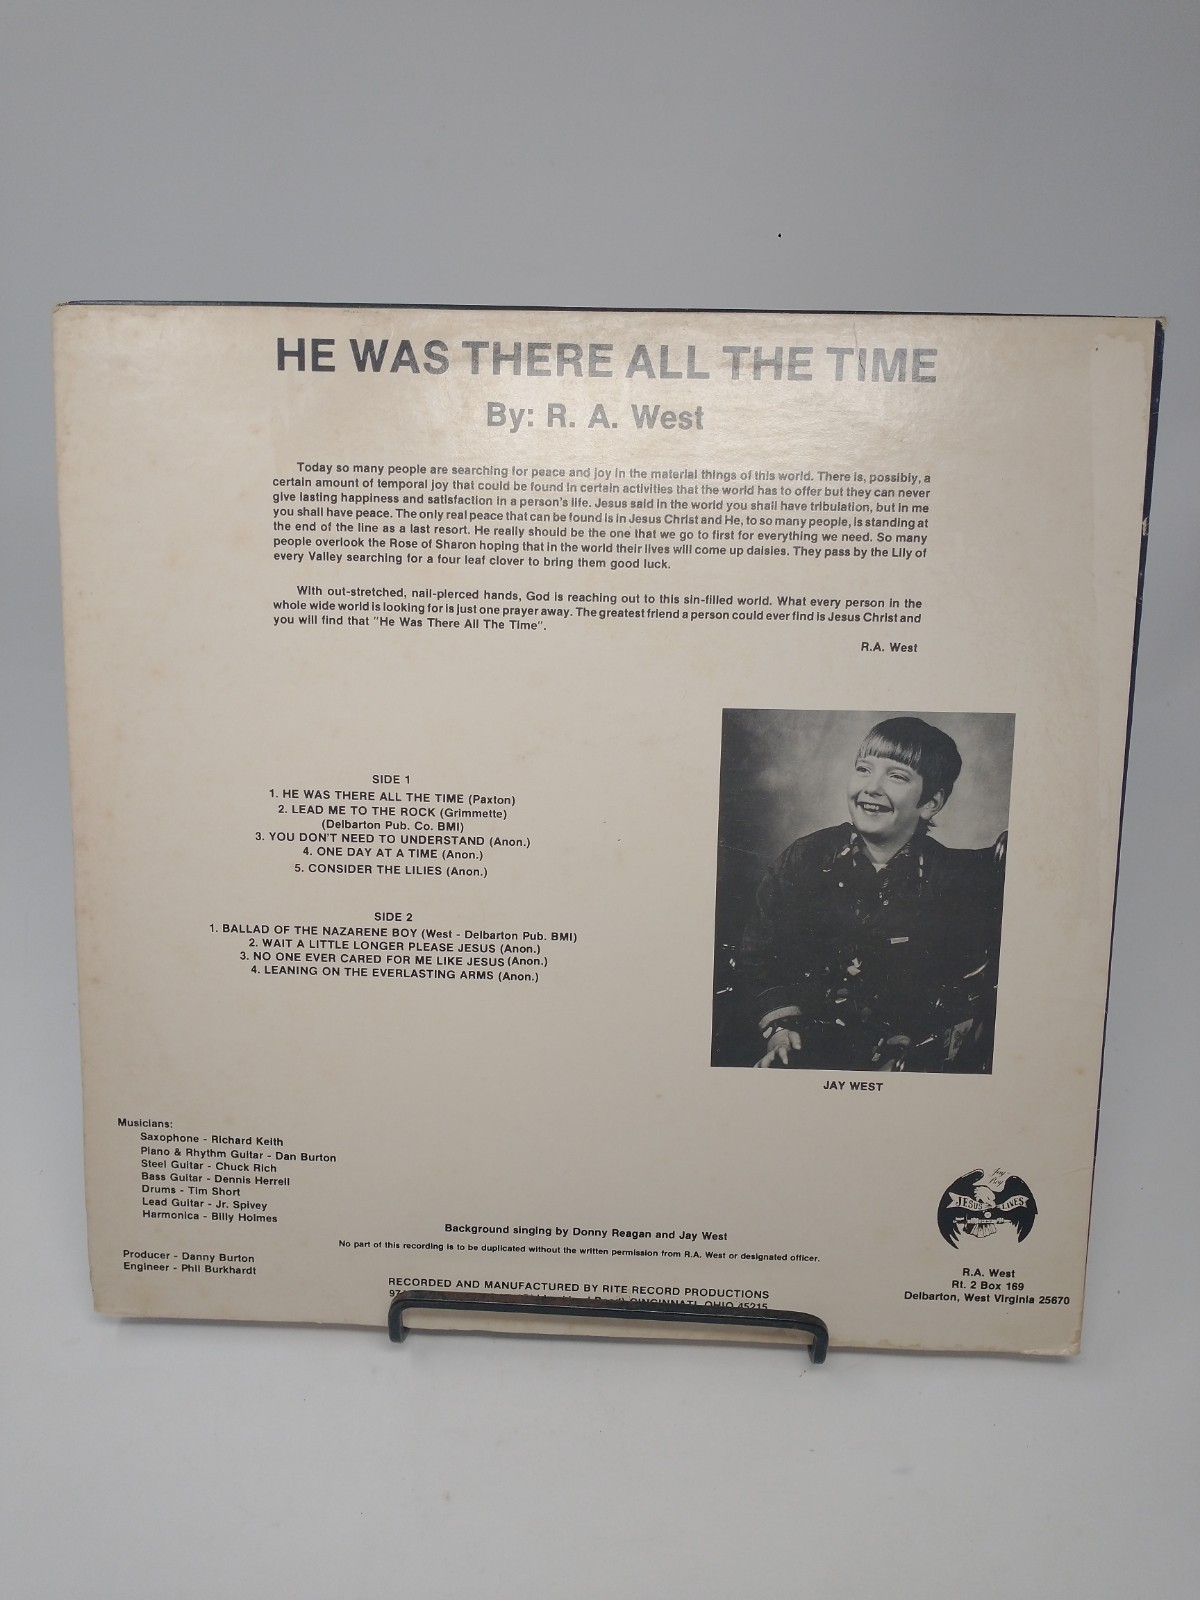 HE WAS THERE ALL THE TIME
By: R. A. West
Today so many people are searching for peace and joy in the material things of this world. There is, possibly, a
certain amount of temporal joy that could be found in certain activities that the world has to offer but they can never
give lasting happiness and satisfaction in a person's life. Jesus said in the world you shall have tribulation, but in me
you shall have peace. The only real peace that can be found is in Jesus Christ and He, to so many people, is standing at
the end of the line as a last resort. He really should be the one that we go to first for everything we need. So many
people overlook the Rose of Sharon hoping that in the world their lives will come up daisies. They pass by the Lily of
every Valley searching for a four leaf clover to bring them good luck.
With out-stretched, nail-pierced hands, God is reaching out to this sin-filled world. What every person in the
whole wide world is looking for is just one prayer away. The greatest friend a person could ever find is Jesus Christ and
you will find that "He Was There All The Time".
R.A. West
SIDE 1
1. HE WAS THERE ALL THE TIME (Paxton)
2. LEAD ME TO THE ROCK (Grimmette)
(Delbarton Pub. Co. BMI)
3. YOU DON'T NEED TO UNDERSTAND (Anon.)
4. ONE DAY AT A TIME (Anon.)
5. CONSIDER THE LILIES (Anon.)
SIDE 2
1. BALLAD OF THE NAZARENE BOY (West - Delbarton Pub. BMI)
2. WAIT A LITTLE LONGER PLEASE JESUS (Anon.)
3. NO ONE EVER CARED FOR ME LIKE JESUS (Anon.)
4. LEANING ON THE EVERLASTING ARMS (Anon.)
JAY WEST
Musicians:
Saxophone - Richard Keith
Piano & Rhythm Guitar - Dan Burton
Steel Guitar - Chuck Rich
Bass Guitar - Dennis Herrell
Drums - Tim Short
Lead Guitar - Jr. Spivey
Harmonica - Billy Holmes
Producer - Danny Burton
Engineer - Phil Burkhardt
Background singing by Donny Reagan and Jay West
No part of this recording is to be duplicated without the written permission from R.A. West or designated officer.
RECORDED AND MANUFACTURED BY RITE RECORD PRODUCTIONS
CINCINNATI, OHIO 45215
JESUS LIVES
R.A. West
Rt. 2 Box 169
Delbarton, West Virginia 25670